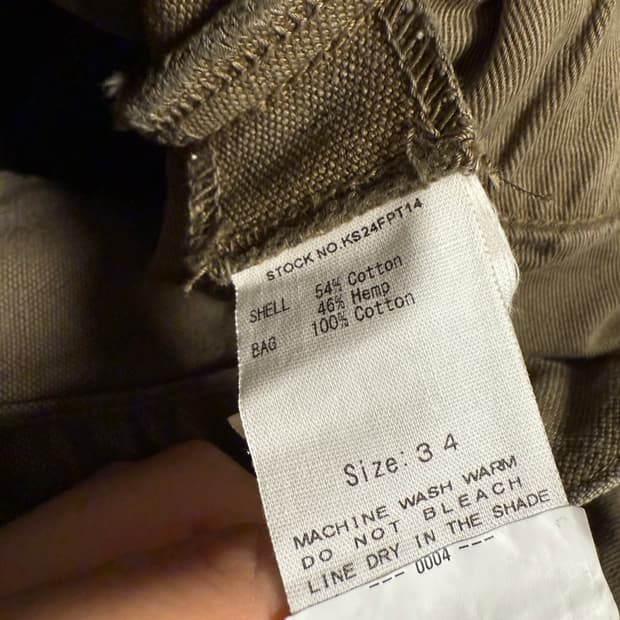 STOCK NO.KS24FPT14
SHELL 54% Cotton
46% Hemp
BAG 100% Cotton
Size: 34
MACHINE WASH WARM
DO NOT BLEACH
LINE DRY IN THE SHADE
--- 0004 ---